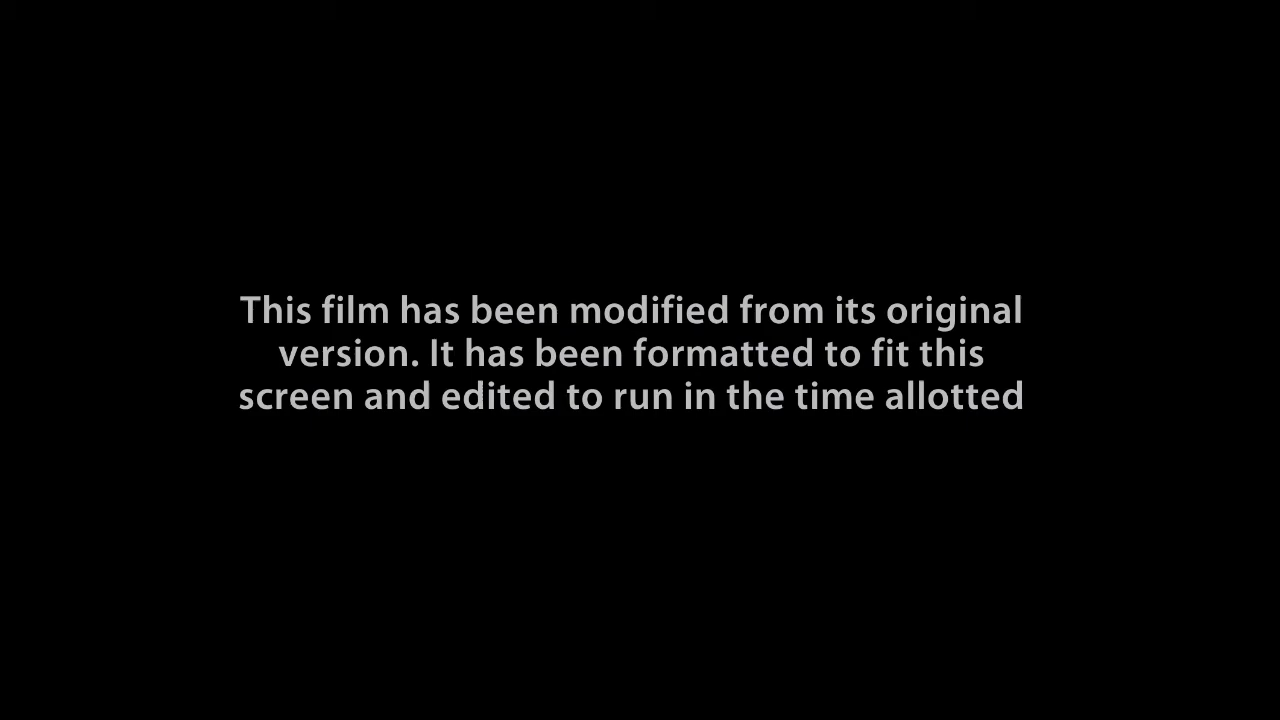 This film has been modified from its original
version. It has been formatted to fit this
screen and edited to run in the time allotted